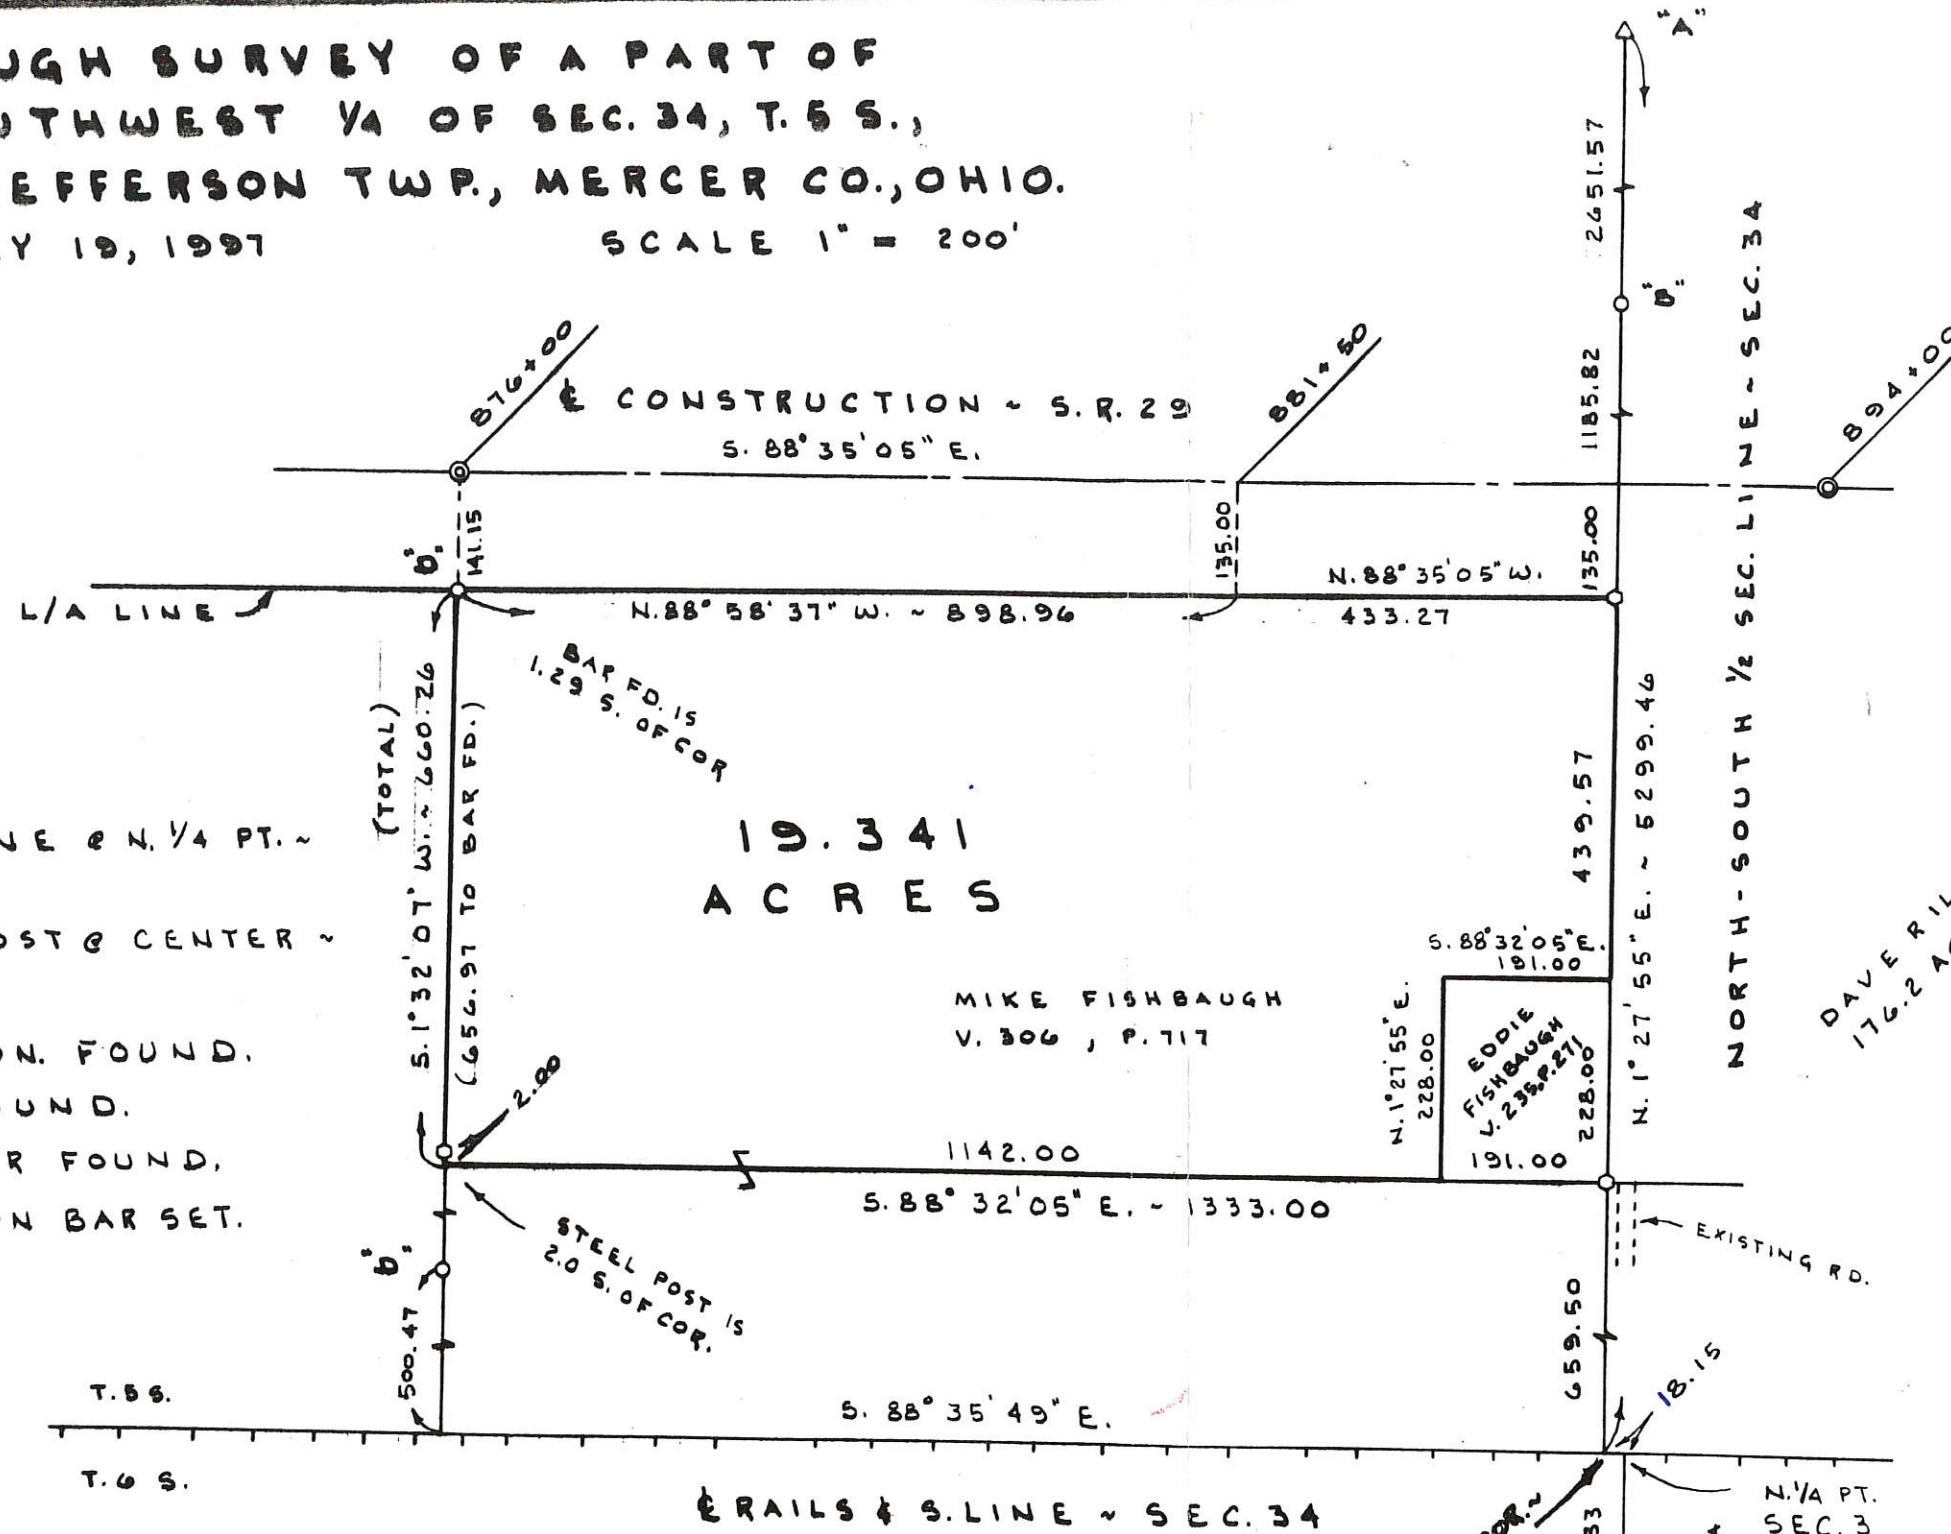 UGH SURVEY OF A PART OF
UTHWEST 1/4 OF SEC. 34, T. 5 S.,
EFFERSON TWP., MERCER CO., OHIO.
Y 19, 1997
SCALE 1" = 200'
"A"
2651.57
"B"
1185.82
NORTH-SOUTH 1/2 SEC. LINE ~ SEC. 34
876+00
881+50
894+00
℄ CONSTRUCTION ~ S.R. 29
S. 88° 35' 05" E.
141.15
"b"
135.00
135.00
N. 88° 35' 05" W.
433.27
L/A LINE
N. 88° 58' 37" W. ~ 898.96
BAR FD. IS
1.29 S. OF COR
(TOTAL)
S. 1° 32' 07" W. ~ 660.26
(656.97 TO BAR FD.)
19.341
ACRES
NE @ N. 1/4 PT. ~
OST @ CENTER ~
ON. FOUND.
UND.
R FOUND.
N BAR SET.
MIKE FISHBAUGH
V. 306, P. 717
439.57
N. 1° 27' 55" E. ~ 5299.46
S. 88° 32' 05" E.
191.00
N. 1° 27' 55" E.
228.00
EDDIE
FISHBAUGH
V. 235, P. 271
228.00
191.00
DAVE RIL
176.2 AC
2.00
1142.00
S. 88° 32' 05" E. ~ 1333.00
STEEL POST IS
2.0 S. OF COR.
"b"
500.47
EXISTING RD.
659.50
18.15
T. 5 S.
S. 88° 35' 49" E.
T. 6 S.
℄ RAILS & S. LINE ~ SEC. 34
OR. ~
33
N. 1/4 PT.
SEC. 3